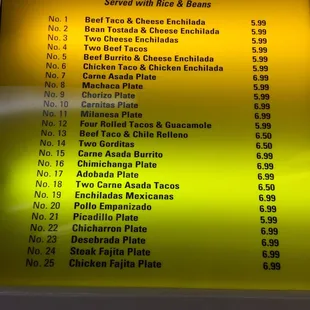 Served with Rice & Beans
No. 1 Beef Taco & Cheese Enchilada 5.99
No. 2 Bean Tostada & Cheese Enchilada 5.99
No. 3 Two Cheese Enchiladas 5.99
No. 4 Two Beef Tacos 5.99
No. 5 Beef Burrito & Cheese Enchilada 5.99
No. 6 Chicken Taco & Chicken Enchilada 5.99
No. 7 Carne Asada Plate 5.99
No. 8 Machaca Plate 5.99
No. 9 Chorizo Plate 5.99
No. 10 Carnitas Plate 6.99
No. 11 Milanesa Plate 6.99
No. 12 Four Rolled Tacos & Guacamole 5.99
No. 13 Beef Taco & Chile Relleno 6.50
No. 14 Two Gorditas 6.50
No. 15 Carne Asada Burrito 6.99
No. 16 Chimichanga Plate 6.99
No. 17 Adobada Plate 6.99
No. 18 Two Carne Asada Tacos 6.50
No. 19 Enchiladas Mexicanas 6.99
No. 20 Pollo Empanizado 6.99
No. 21 Picadillo Plate 5.99
No. 22 Chicharron Plate 6.99
No. 23 Desebrada Plate 6.99
No. 24 Steak Fajita Plate 6.99
No. 25 Chicken Fajita Plate 6.99